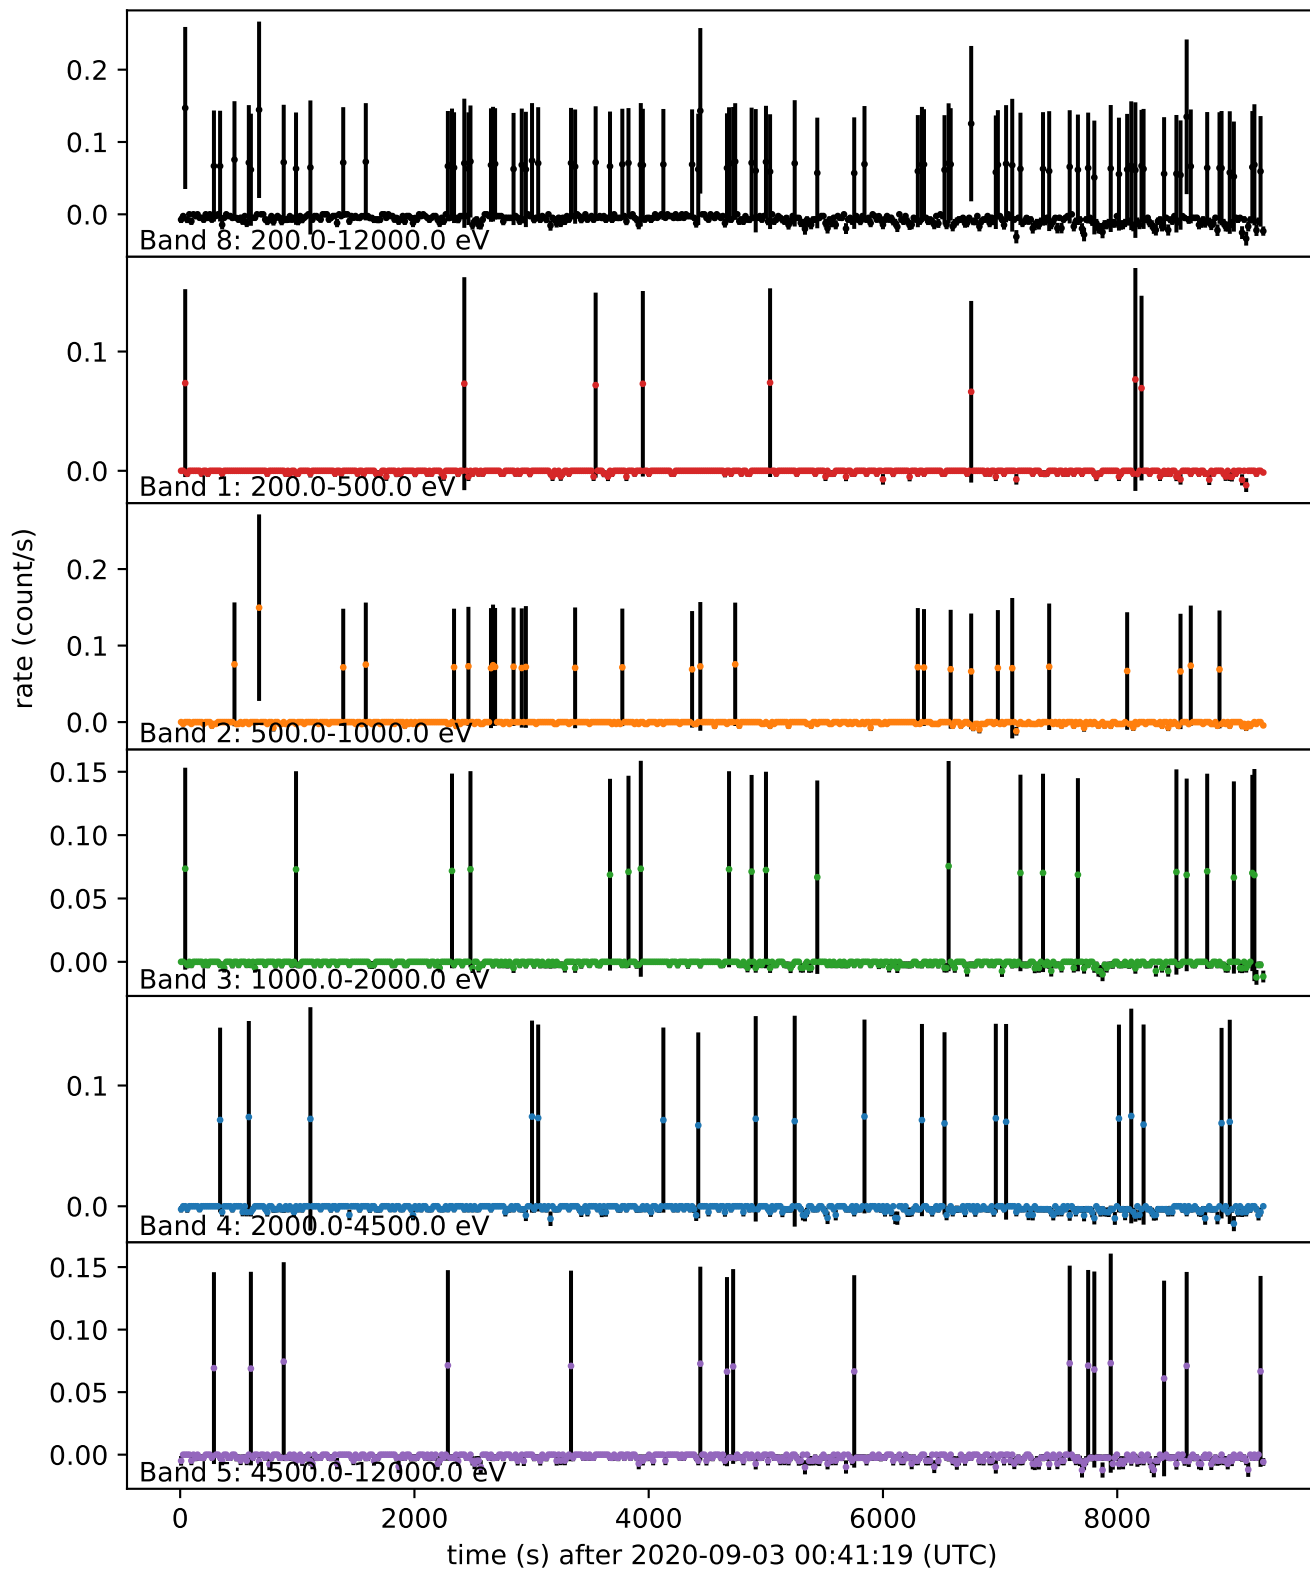 0.2
0.1
0.0
Band 8: 200.0-12000.0 eV
0.1
0.0
Band 1: 200.0-500.0 eV
rate (count/s)
0.2
0.1
0.0
Band 2: 500.0-1000.0 eV
0.15
0.10
0.05
0.00
Band 3: 1000.0-2000.0 eV
0.1
0.0
Band 4: 2000.0-4500.0 eV
0.15
0.10
0.05
0.00
Band 5: 4500.0-12000.0 eV
0 2000 4000 6000 8000
time (s) after 2020-09-03 00:41:19 (UTC)